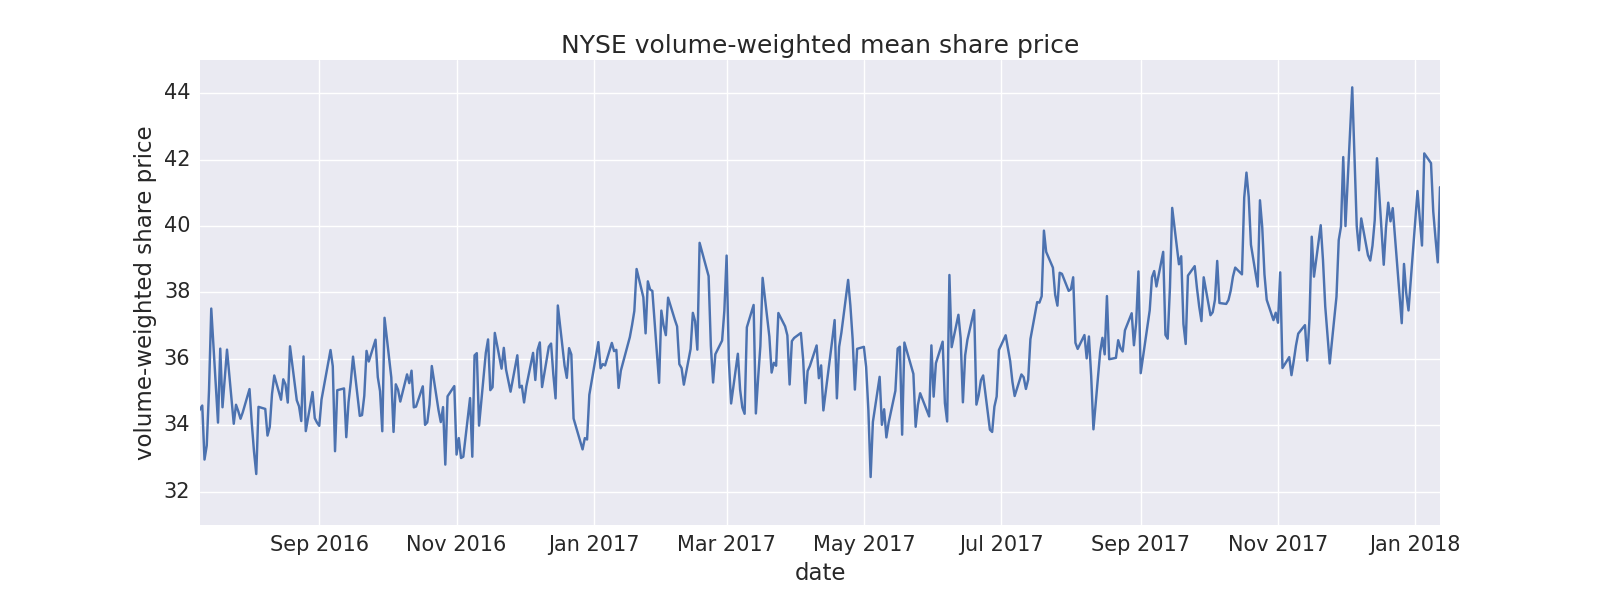 NYSE volume-weighted mean share price
volume-weighted share price
44
42
40
38
36
34
32
Sep 2016 Nov 2016 Jan 2017 Mar 2017 May 2017 Jul 2017 Sep 2017 Nov 2017 Jan 2018
date